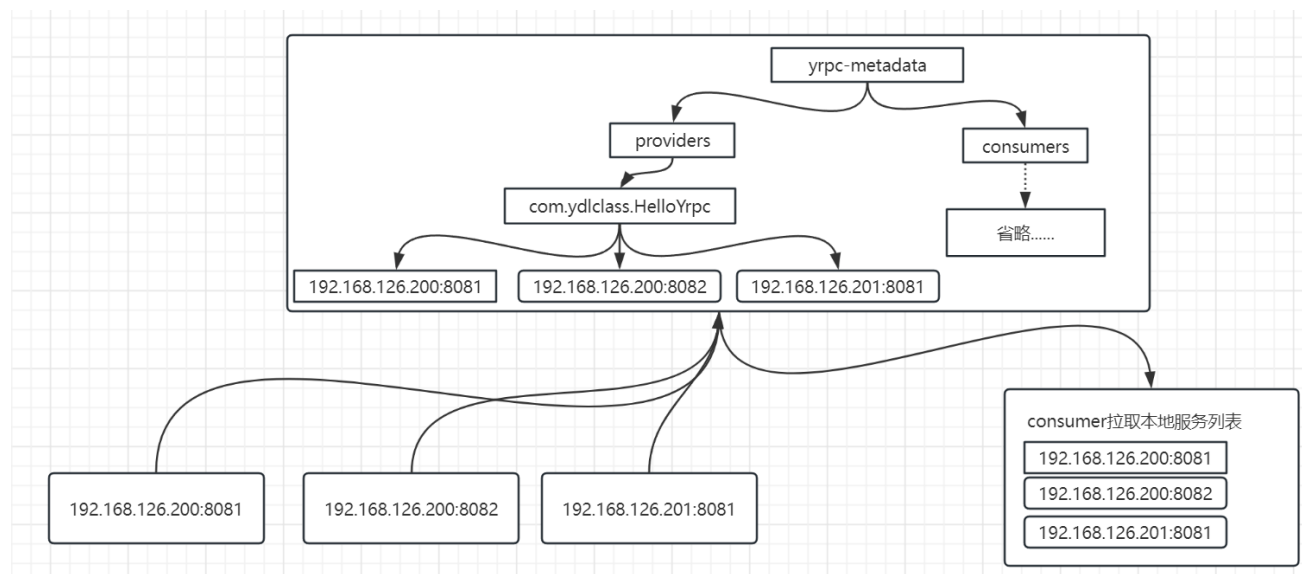 yrpc-metadata
providers
consumers
com.ydlclass.HelloYrpc
省略......
192.168.126.200:8081
192.168.126.200:8082
192.168.126.201:8081
consumer拉取本地服务列表
192.168.126.200:8081
192.168.126.200:8082
192.168.126.201:8081
192.168.126.200:8081
192.168.126.200:8082
192.168.126.201:8081